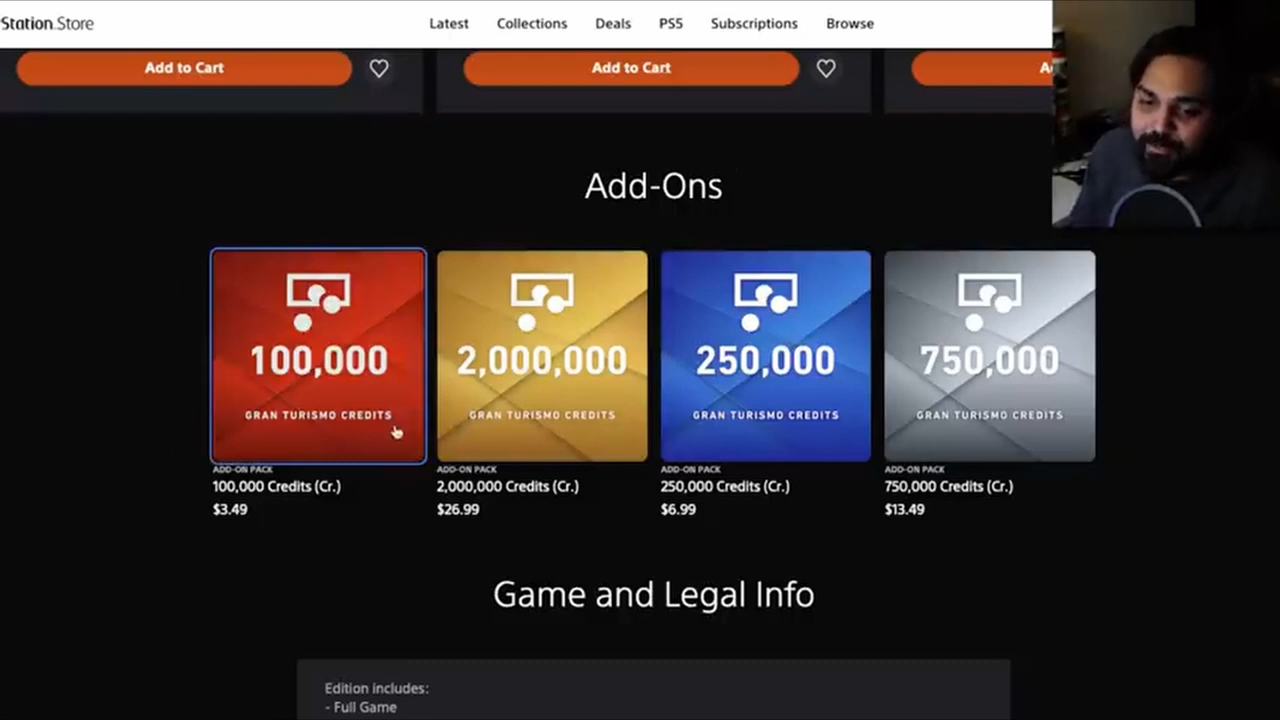 Station Store
Latest
Collections
Deals
PS5
Subscriptions
Browse
Add to Cart
Add to Cart
Add-Ons
100,000
GRAN TURISMO CREDITS
2,000,000
GRAN TURISMO CREDITS
250,000
GRAN TURISMO CREDITS
750,000
GRAN TURISMO CREDITS
ADD-ON PACK
100,000 Credits (Cr.)
$3.49
ADD-ON PACK
2,000,000 Credits (Cr.)
$26.99
ADD-ON PACK
250,000 Credits (Cr.)
$6.99
ADD-ON PACK
750,000 Credits (Cr.)
$13.49
Game and Legal Info
Edition includes:
- Full Game